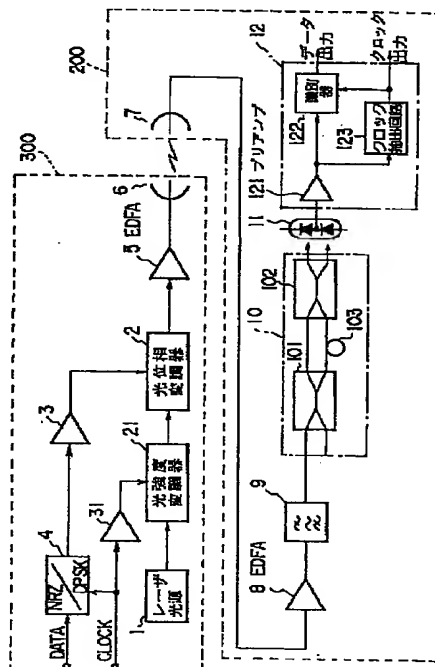 300
DATA
CLOCK
4
NRZ
DPSK
3
31
1
レーザ
光源
21
光強度
変調器
2
光位相
変調器
5 EDFA
6
7
200
8 EDFA
9
10
101
102
103
11
12
121 プリアンプ
122
識別
器
123
クロック
抽出回路
データ
出力
クロック
出力